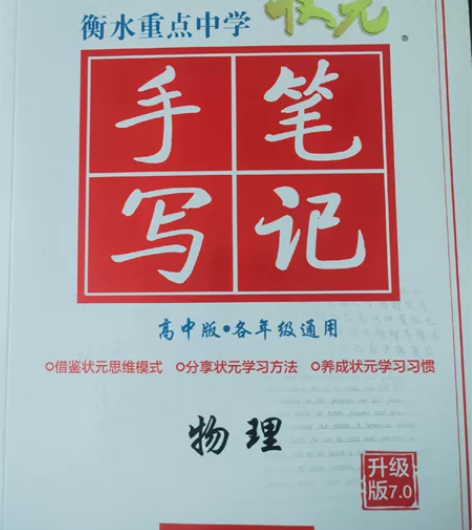 衡水重点中学 状元
手笔
写记
高中版•各年级通用
○借鉴状元思维模式 ○分享状元学习方法 ○养成状元学习习惯
物理
升级
版7.0